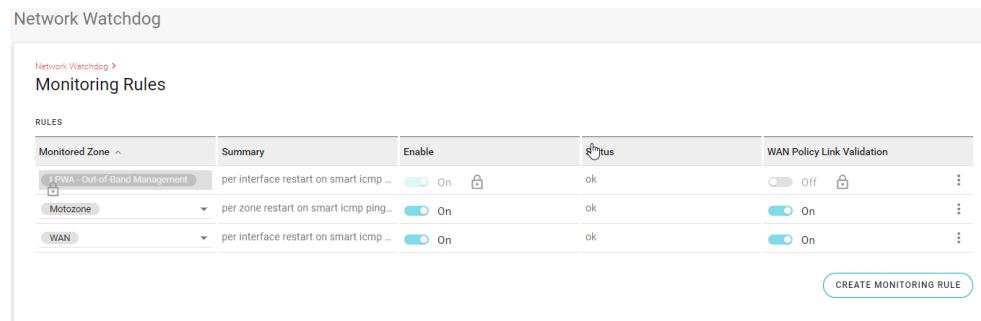 Network Watchdog
Network Watchdog >
Monitoring Rules
RULES
Monitored Zone Summary Enable Status WAN Policy Link Validation
- Out-of-Band Management per interface restart on smart icmp ... On ok Off
Motozone per zone restart on smart icmp ping... On ok On
WAN per interface restart on smart icmp ... On ok On
CREATE MONITORING RULE